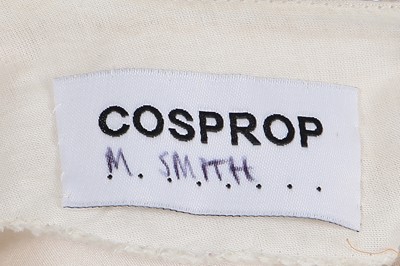 COSPROP
M. SMITH. . .